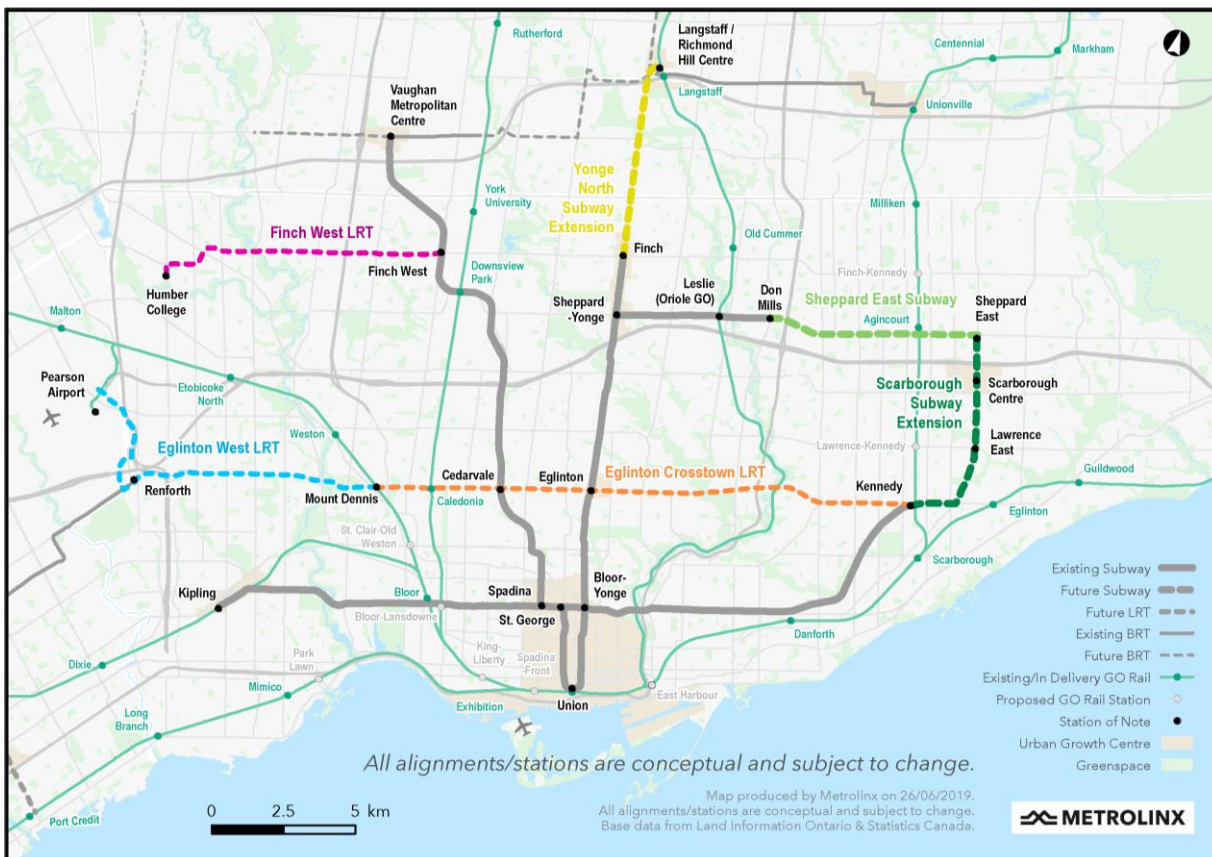 Rutherford
Langstaff /
Richmond
Hill Centre
Centennial
Markham
Langstaff
Unionville
Vaughan
Metropolitan
Centre
York
University
Yonge
North
Subway
Extension
Milliken
Finch West LRT
Finch
Old Cummer
Finch West
Downsview
Park
Finch-Kennedy
Humber
College
Malton
Sheppard
-Yonge
Leslie
(Oriole GO)
Don
Mills
Sheppard East Subway
Agincourt
Sheppard
East
Pearson
Airport
Etobicoke
North
Scarborough
Subway
Extension
Scarborough
Centre
Weston
Lawrence-Kennedy
Lawrence
East
Eglinton West LRT
Renforth
Mount Dennis
Cedarvale
Caledonia
Eglinton
Eglinton Crosstown LRT
Kennedy
Guildwood
Eglinton
St. Clair-Old
Weston
Scarborough
Kipling
Bloor
Spadina
Bloor-
Yonge
St. George
Bloor-Lansdowne
Danforth
Dixie
Park
Lawn
King-
Liberty
Spadina
-Front
Mimico
Exhibition
Union
East Harbour
Long
Branch
Port Credit
Existing Subway
Future Subway
Future LRT
Existing BRT
Future BRT
Existing/In Delivery GO Rail
Proposed GO Rail Station
Station of Note
Urban Growth Centre
Greenspace
All alignments/stations are conceptual and subject to change.
0 2.5 5 km
Map produced by Metrolinx on 26/06/2019.
All alignments/stations are conceptual and subject to change.
Base data from Land Information Ontario & Statistics Canada.
METROLINX